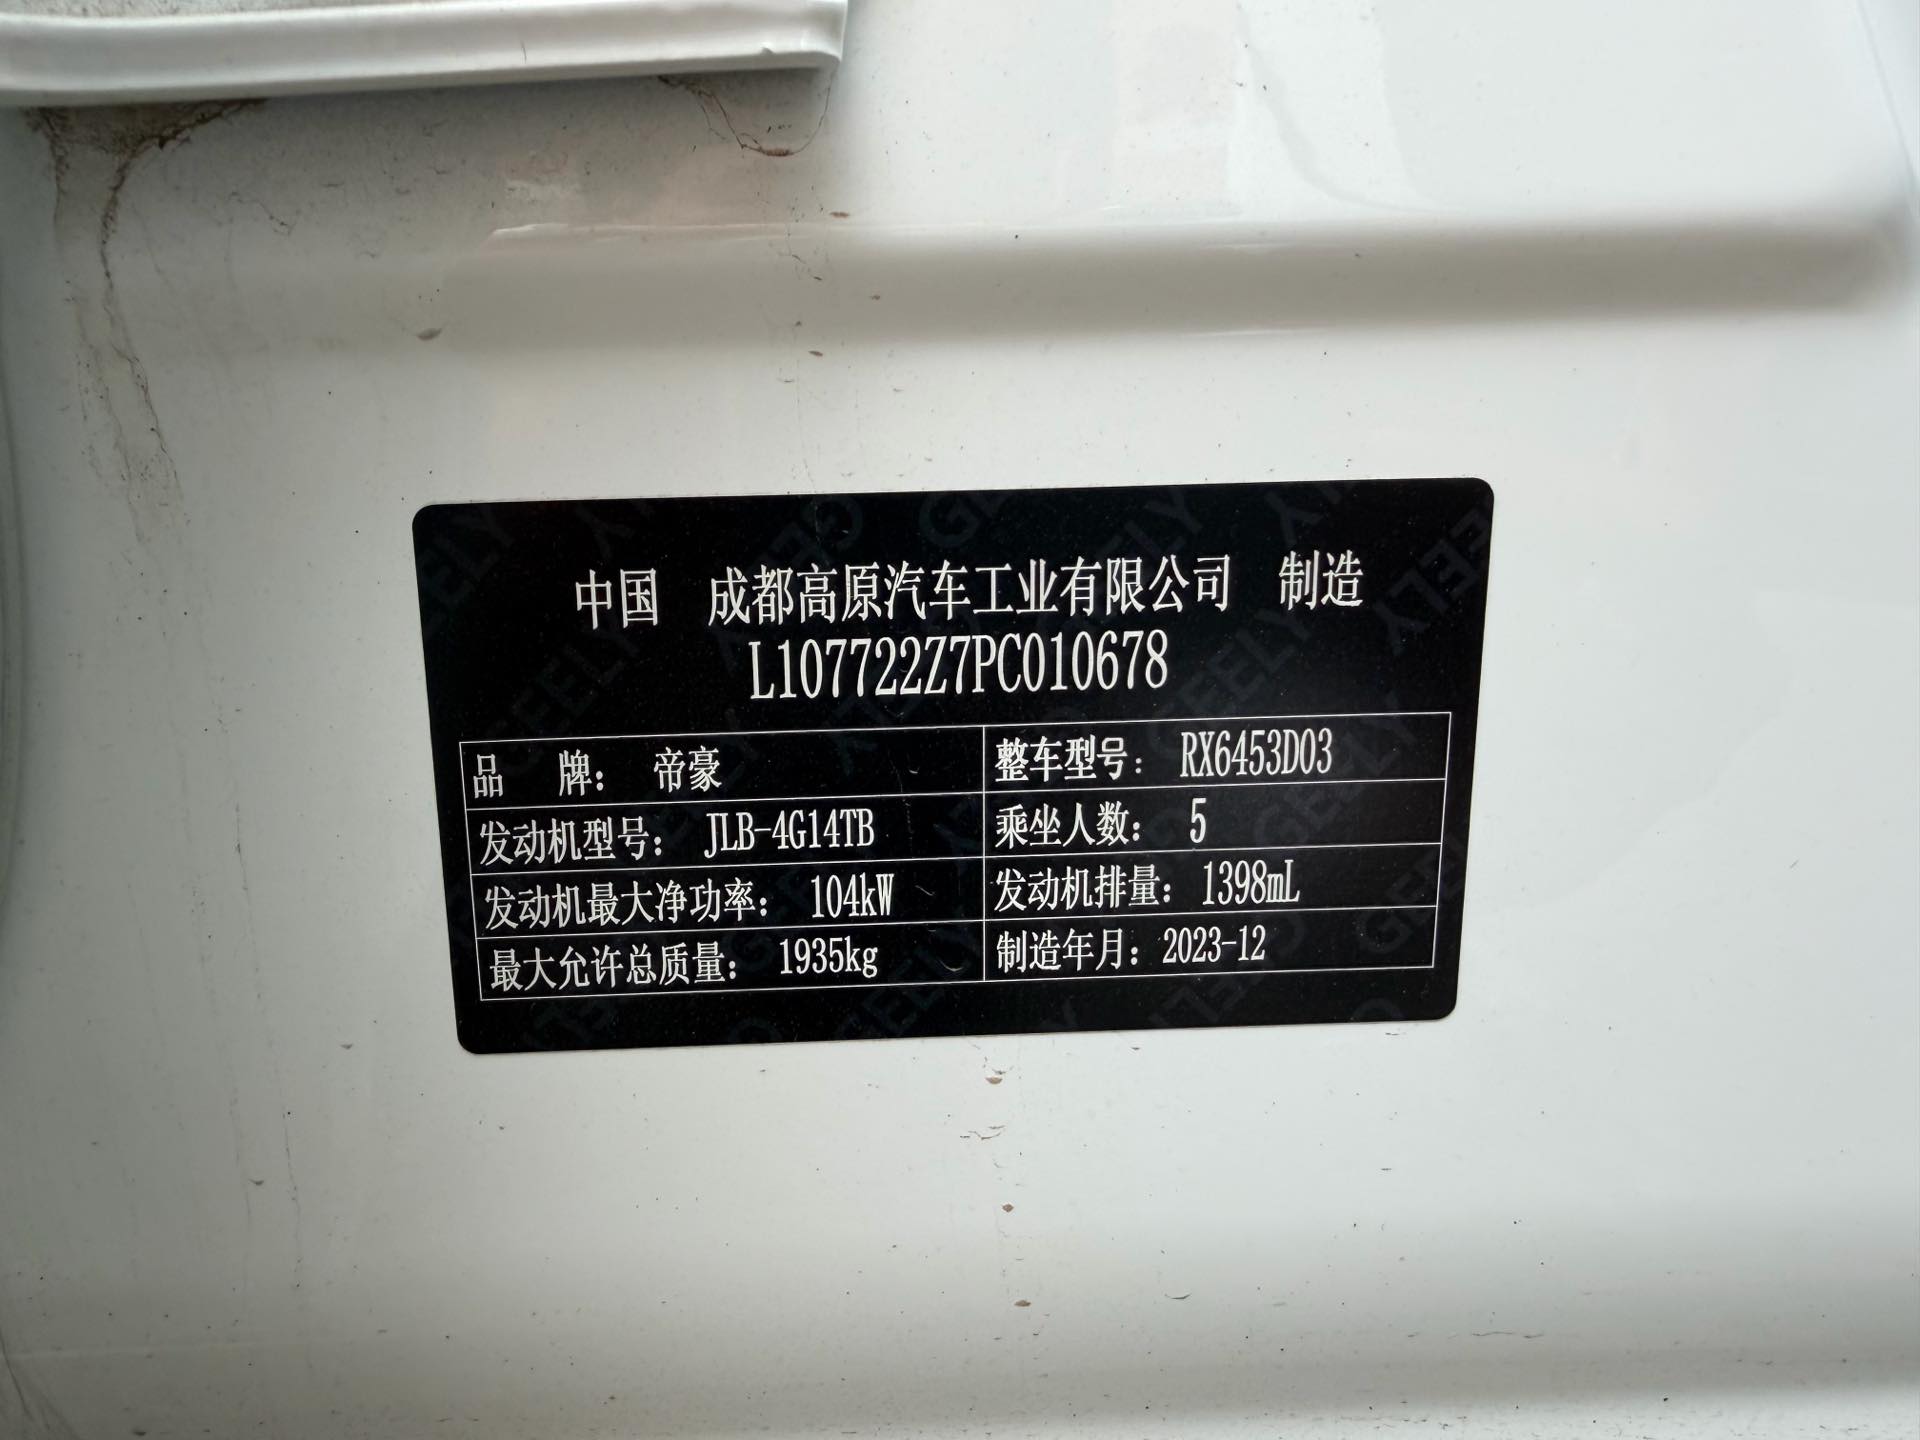 中国 成都高原汽车工业有限公司 制造
L107722Z7PC010678
品 牌： 帝豪 整车型号： RX6453D03
发动机型号： JLB-4G14TB 乘坐人数： 5
发动机最大净功率： 104kW 发动机排量： 1398mL
最大允许总质量： 1935kg 制造年月： 2023-12